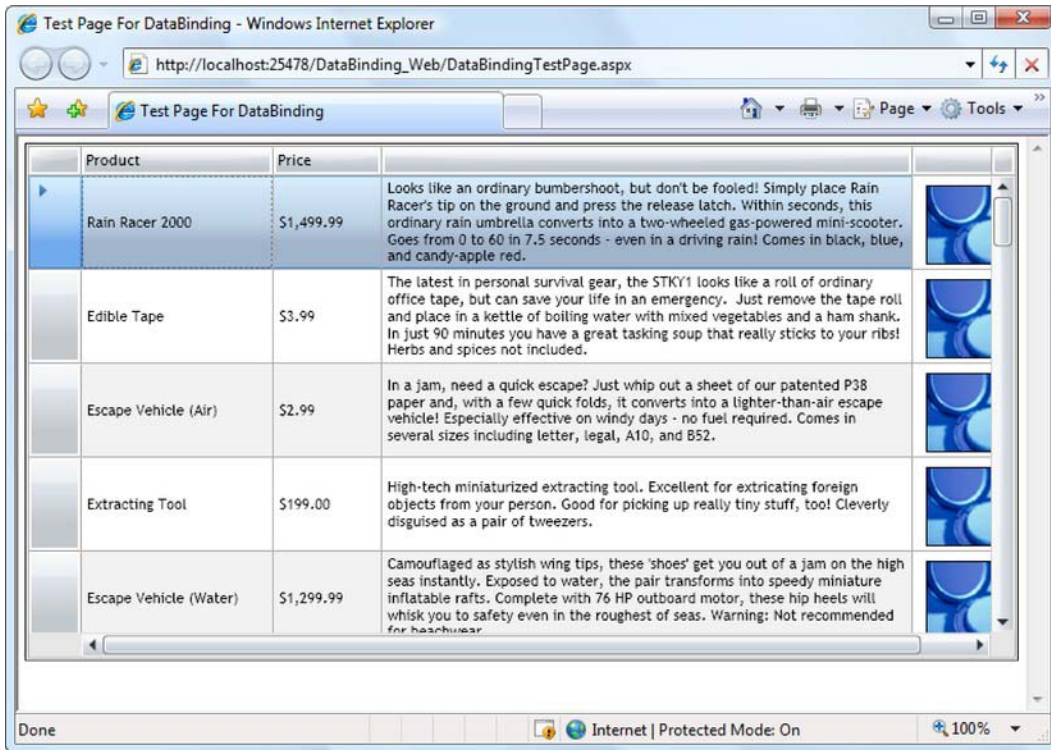 Test Page For DataBinding - Windows Internet Explorer
http://localhost:25478/DataBinding_Web/DataBindingTestPage.aspx
Test Page For DataBinding
Page
Tools
Product
Price
Rain Racer 2000
$1,499.99
Looks like an ordinary bumbershoot, but don't be fooled! Simply place Rain
Racer's tip on the ground and press the release latch. Within seconds, this
ordinary rain umbrella converts into a two-wheeled gas-powered mini-scooter.
Goes from 0 to 60 in 7.5 seconds - even in a driving rain! Comes in black, blue,
and candy-apple red.
Edible Tape
$3.99
The latest in personal survival gear, the STKY1 looks like a roll of ordinary
office tape, but can save your life in an emergency.  Just remove the tape roll
and place in a kettle of boiling water with mixed vegetables and a ham shank.
In just 90 minutes you have a great tasking soup that really sticks to your ribs!
Herbs and spices not included.
Escape Vehicle (Air)
$2.99
In a jam, need a quick escape? Just whip out a sheet of our patented P38
paper and, with a few quick folds, it converts into a lighter-than-air escape
vehicle! Especially effective on windy days - no fuel required. Comes in
several sizes including letter, legal, A10, and B52.
Extracting Tool
$199.00
High-tech miniaturized extracting tool. Excellent for extricating foreign
objects from your person. Good for picking up really tiny stuff, too! Cleverly
disguised as a pair of tweezers.
Escape Vehicle (Water)
$1,299.99
Camouflaged as stylish wing tips, these 'shoes' get you out of a jam on the high
seas instantly. Exposed to water, the pair transforms into speedy miniature
inflatable rafts. Complete with 76 HP outboard motor, these hip heels will
whisk you to safety even in the roughest of seas. Warning: Not recommended
for beachwear
Done
Internet | Protected Mode: On
100%